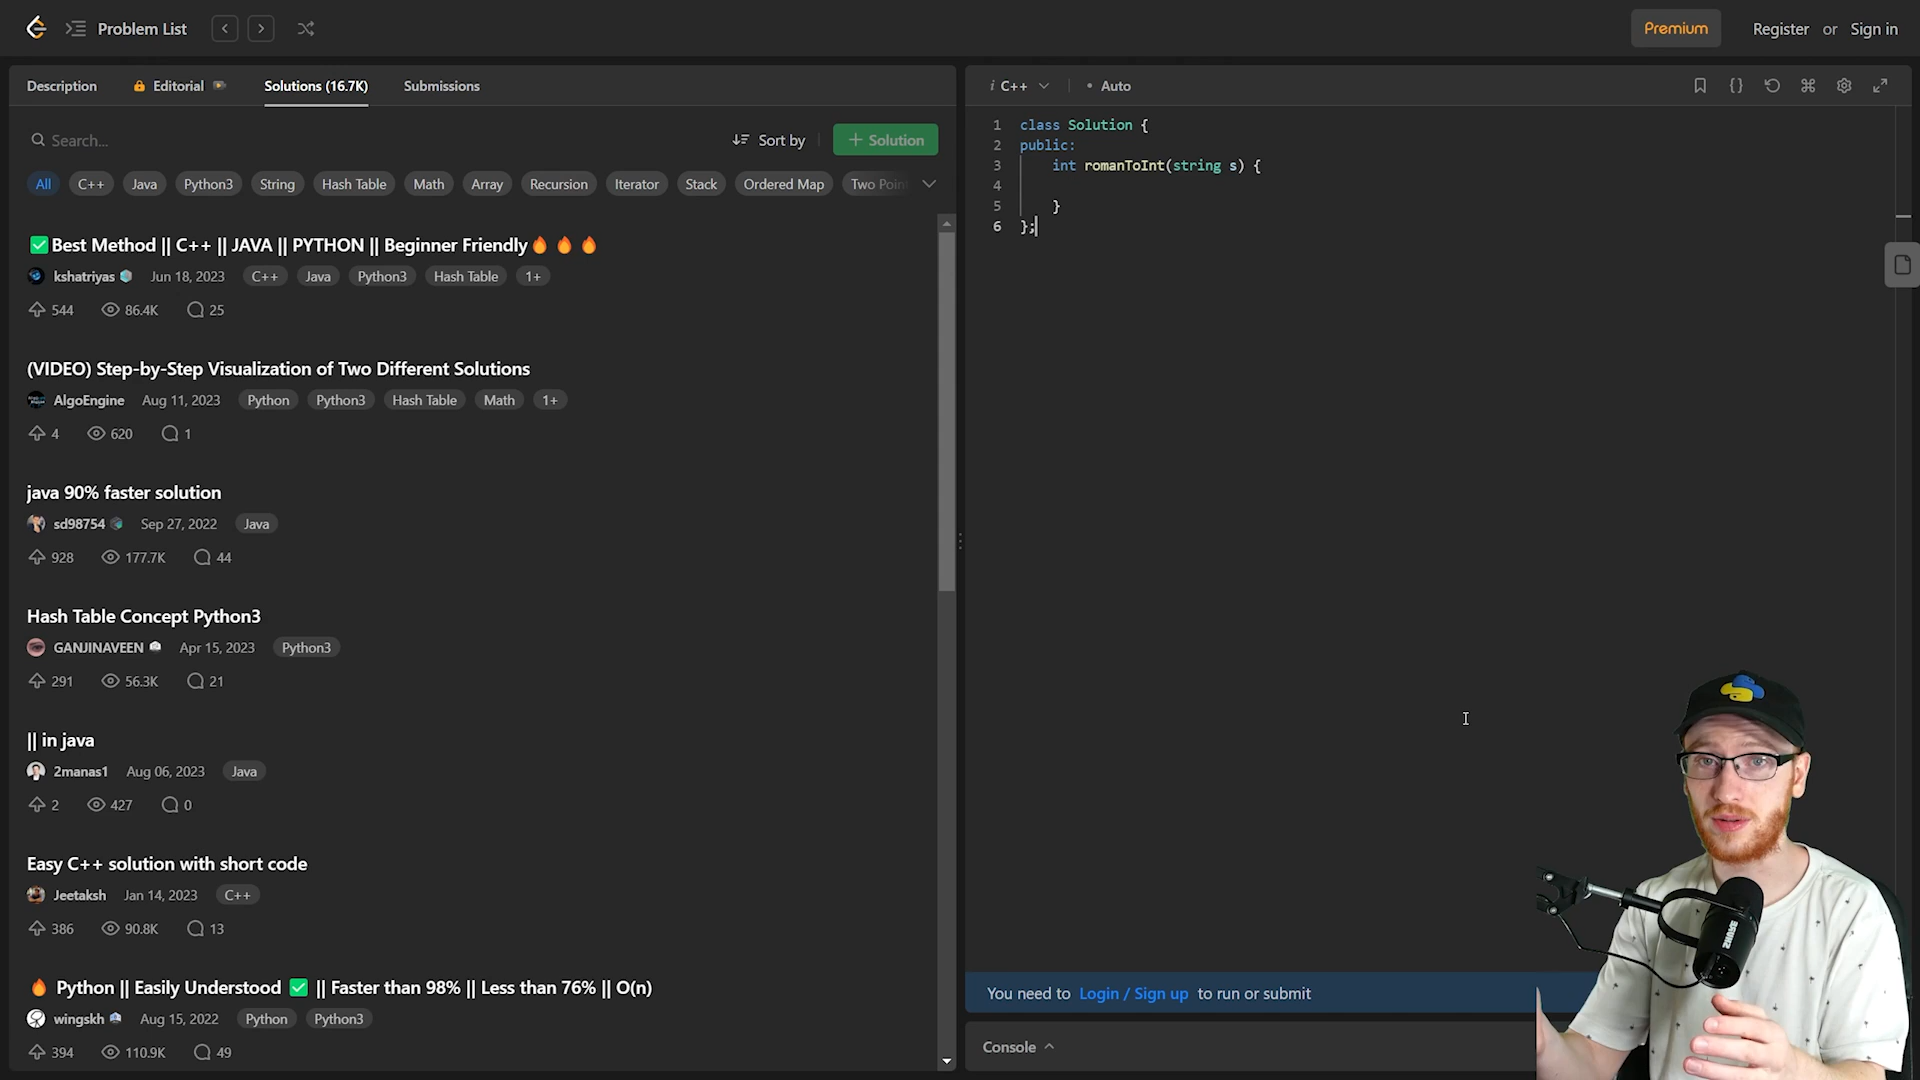 Problem List
Premium
Register or Sign in
Description
Editorial
Solutions (16.7K)
Submissions
Search...
Sort by
+ Solution
All
C++
Java
Python3
String
Hash Table
Math
Array
Recursion
Iterator
Stack
Ordered Map
✅Best Method || C++ || JAVA || PYTHON || Beginner Friendly🔥 🔥 🔥
kshatriyas Jun 18, 2023 C++ Java Python3 Hash Table 1+
544 86.4K 25
(VIDEO) Step-by-Step Visualization of Two Different Solutions
AlgoEngine Aug 11, 2023 Python Python3 Hash Table Math 1+
4 620 1
java 90% faster solution
sd98754 Sep 27, 2022 Java
928 177.7K 44
Hash Table Concept Python3
GANJINAVEEN Apr 15, 2023 Python3
291 56.3K 21
|| in java
2manas1 Aug 06, 2023 Java
2 427 0
Easy C++ solution with short code
Jeetaksh Jan 14, 2023 C++
386 90.8K 13
🔥 Python || Easily Understood ✅ || Faster than 98% || Less than 76% || O(n)
wingskh Aug 15, 2022 Python Python3
394 110.9K 49
i C++ • Auto
1 class Solution {
2 public:
3 int romanToInt(string s) {
4
5 }
6 };
You need to Login / Sign up to run or submit
Console